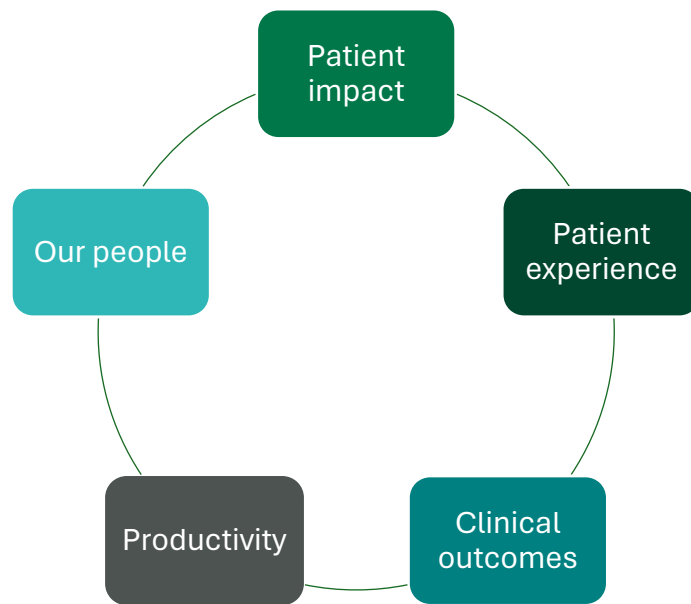 Patient
impact
Patient
experience
Clinical
outcomes
Productivity
Our people